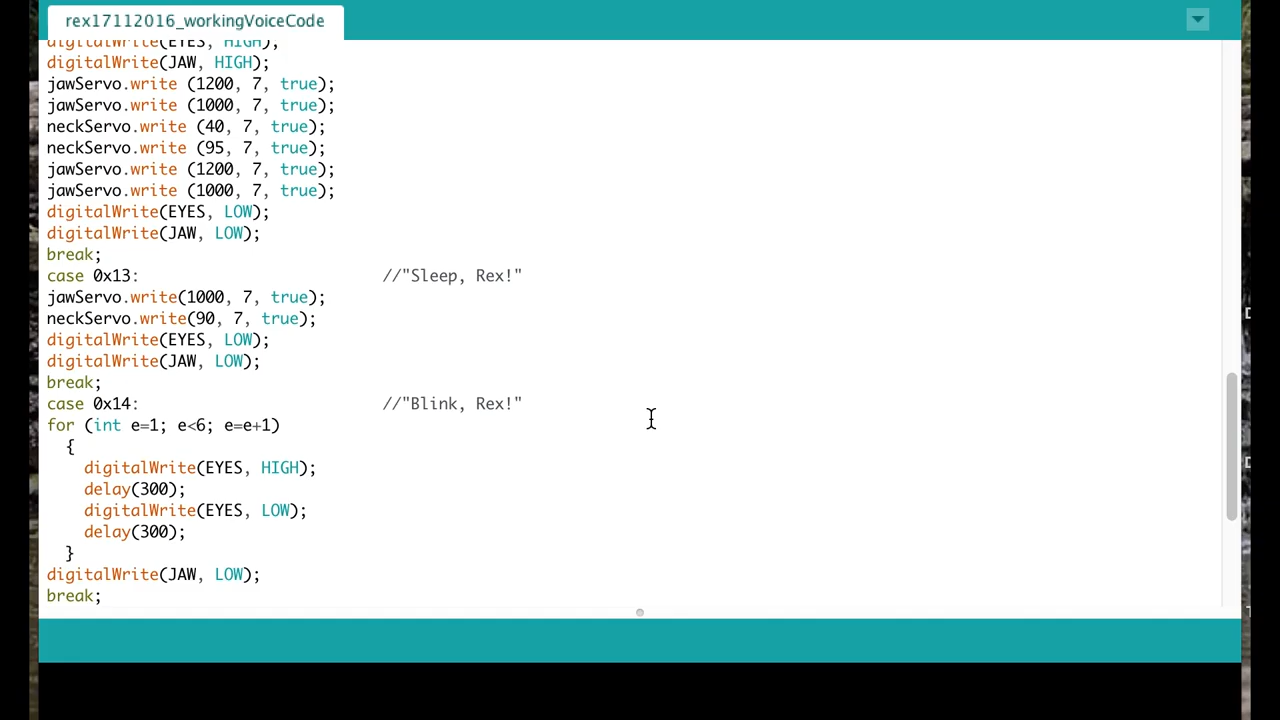 rex17112016_workingVoiceCode
digitalWrite(EYES, HIGH);
digitalWrite(JAW, HIGH);
jawServo.write (1200, 7, true);
jawServo.write (1000, 7, true);
neckServo.write (40, 7, true);
neckServo.write (95, 7, true);
jawServo.write (1200, 7, true);
jawServo.write (1000, 7, true);
digitalWrite(EYES, LOW);
digitalWrite(JAW, LOW);
break;
case 0x13: //"Sleep, Rex!"
jawServo.write(1000, 7, true);
neckServo.write(90, 7, true);
digitalWrite(EYES, LOW);
digitalWrite(JAW, LOW);
break;
case 0x14: //"Blink, Rex!"
for (int e=1; e<6; e=e+1)
{
digitalWrite(EYES, HIGH);
delay(300);
digitalWrite(EYES, LOW);
delay(300);
}
digitalWrite(JAW, LOW);
break;